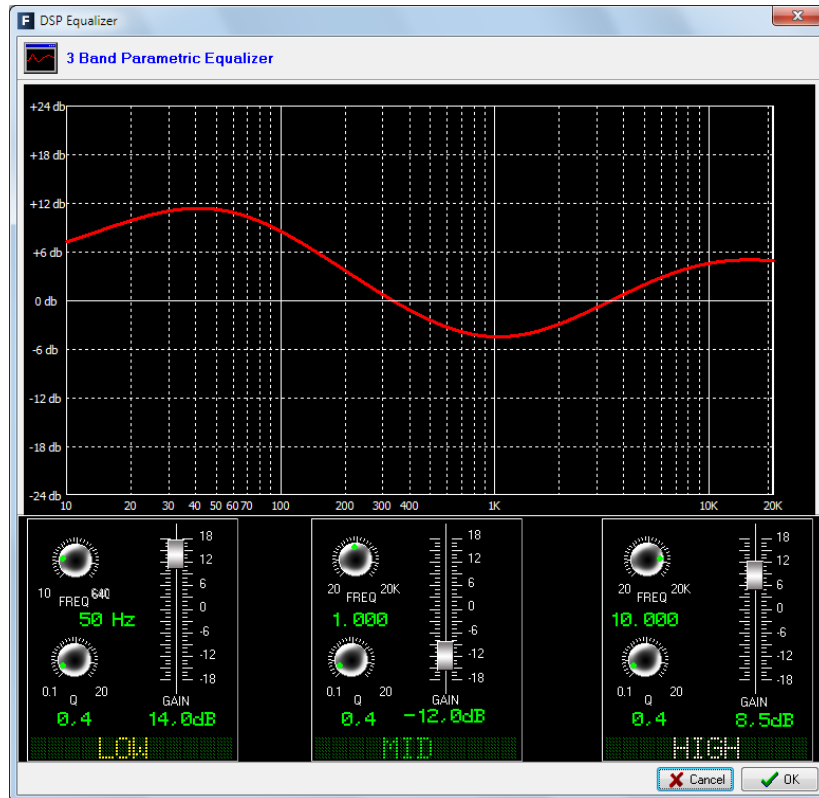 F DSP Equalizer
3 Band Parametric Equalizer
+24 db
+18 db
+12 db
+6 db
0 db
-6 db
-12 db
-18 db
-24 db
10 20 30 40 50 60 70 100 200 300 400 1K 10K 20K
18
12
6
0
-6
-12
-18
10 640
FREQ
50 Hz
0.1 20
Q
0,4
GAIN
14,0dB
LOW
18
12
6
0
-6
-12
-18
20 20K
FREQ
1.000
0.1 20
Q
0,4
GAIN
-12,0dB
MID
18
12
6
0
-6
-12
-18
20 20K
FREQ
10.000
0.1 20
Q
0,4
GAIN
8,5dB
HIGH
Cancel OK